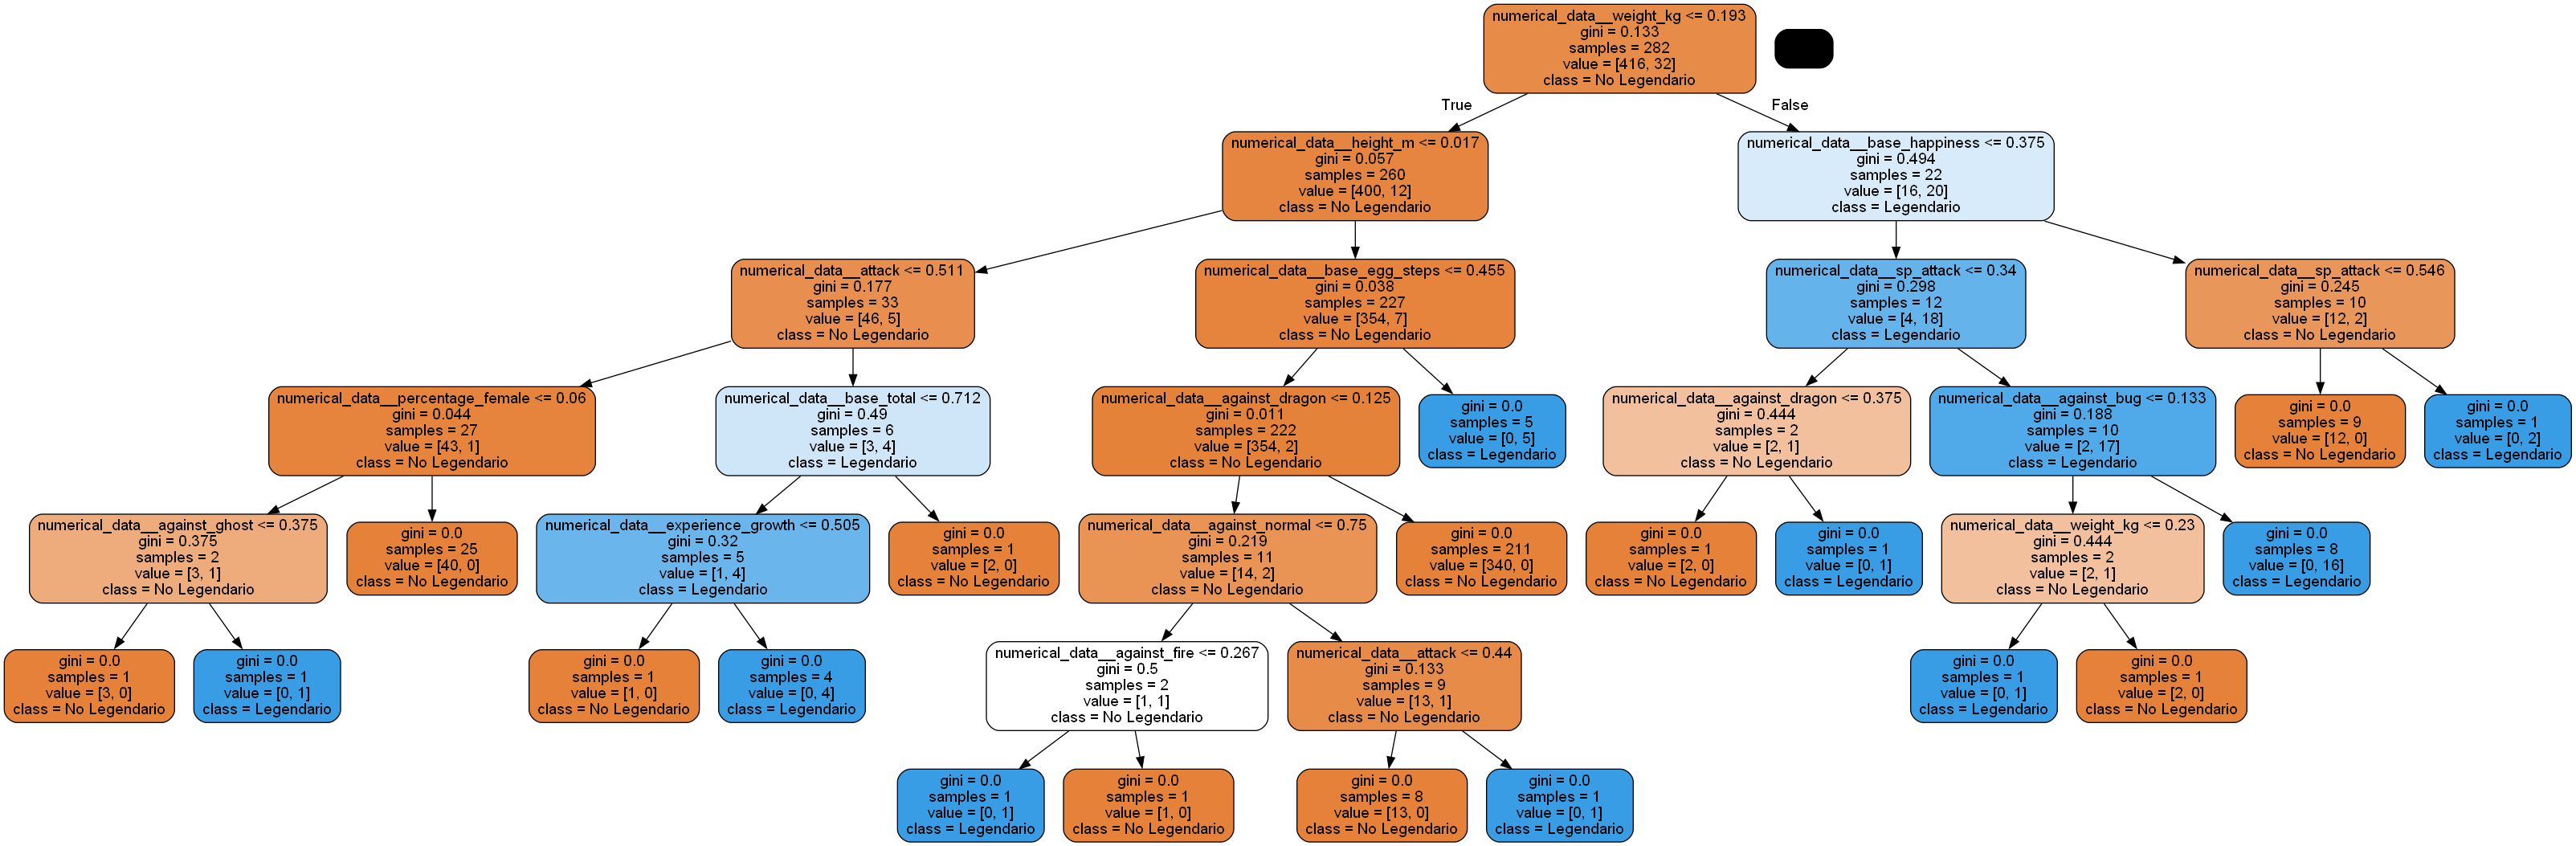 numerical_data__weight_kg <= 0.193
gini = 0.133
samples = 282
value = [416, 32]
class = No Legendario
True
False
numerical_data__height_m <= 0.017
gini = 0.057
samples = 260
value = [400, 12]
class = No Legendario
numerical_data__base_happiness <= 0.375
gini = 0.494
samples = 22
value = [16, 20]
class = Legendario
numerical_data__attack <= 0.511
gini = 0.177
samples = 33
value = [46, 5]
class = No Legendario
numerical_data__base_egg_steps <= 0.455
gini = 0.038
samples = 227
value = [354, 7]
class = No Legendario
numerical_data__sp_attack <= 0.34
gini = 0.298
samples = 12
value = [4, 18]
class = Legendario
numerical_data__sp_attack <= 0.546
gini = 0.245
samples = 10
value = [12, 2]
class = No Legendario
numerical_data__percentage_female <= 0.06
gini = 0.044
samples = 27
value = [43, 1]
class = No Legendario
numerical_data__base_total <= 0.712
gini = 0.49
samples = 6
value = [3, 4]
class = Legendario
numerical_data__against_dragon <= 0.125
gini = 0.011
samples = 222
value = [354, 2]
class = No Legendario
gini = 0.0
samples = 5
value = [0, 5]
class = Legendario
numerical_data__against_dragon <= 0.375
gini = 0.444
samples = 2
value = [2, 1]
class = No Legendario
numerical_data__against_bug <= 0.133
gini = 0.188
samples = 10
value = [2, 17]
class = Legendario
gini = 0.0
samples = 9
value = [12, 0]
class = No Legendario
gini = 0.0
samples = 1
value = [0, 2]
class = Legendario
numerical_data__against_ghost <= 0.375
gini = 0.375
samples = 2
value = [3, 1]
class = No Legendario
gini = 0.0
samples = 25
value = [40, 0]
class = No Legendario
numerical_data__experience_growth <= 0.505
gini = 0.32
samples = 5
value = [1, 4]
class = Legendario
gini = 0.0
samples = 1
value = [2, 0]
class = No Legendario
numerical_data__against_normal <= 0.75
gini = 0.219
samples = 11
value = [14, 2]
class = No Legendario
gini = 0.0
samples = 211
value = [340, 0]
class = No Legendario
gini = 0.0
samples = 1
value = [2, 0]
class = No Legendario
gini = 0.0
samples = 1
value = [0, 1]
class = Legendario
numerical_data__weight_kg <= 0.23
gini = 0.444
samples = 2
value = [2, 1]
class = No Legendario
gini = 0.0
samples = 8
value = [0, 16]
class = Legendario
gini = 0.0
samples = 1
value = [3, 0]
class = No Legendario
gini = 0.0
samples = 1
value = [0, 1]
class = Legendario
gini = 0.0
samples = 1
value = [1, 0]
class = No Legendario
gini = 0.0
samples = 4
value = [0, 4]
class = Legendario
numerical_data__against_fire <= 0.267
gini = 0.5
samples = 2
value = [1, 1]
class = No Legendario
numerical_data__attack <= 0.44
gini = 0.133
samples = 9
value = [13, 1]
class = No Legendario
gini = 0.0
samples = 1
value = [0, 1]
class = Legendario
gini = 0.0
samples = 1
value = [2, 0]
class = No Legendario
gini = 0.0
samples = 1
value = [0, 1]
class = Legendario
gini = 0.0
samples = 1
value = [1, 0]
class = No Legendario
gini = 0.0
samples = 8
value = [13, 0]
class = No Legendario
gini = 0.0
samples = 1
value = [0, 1]
class = Legendario